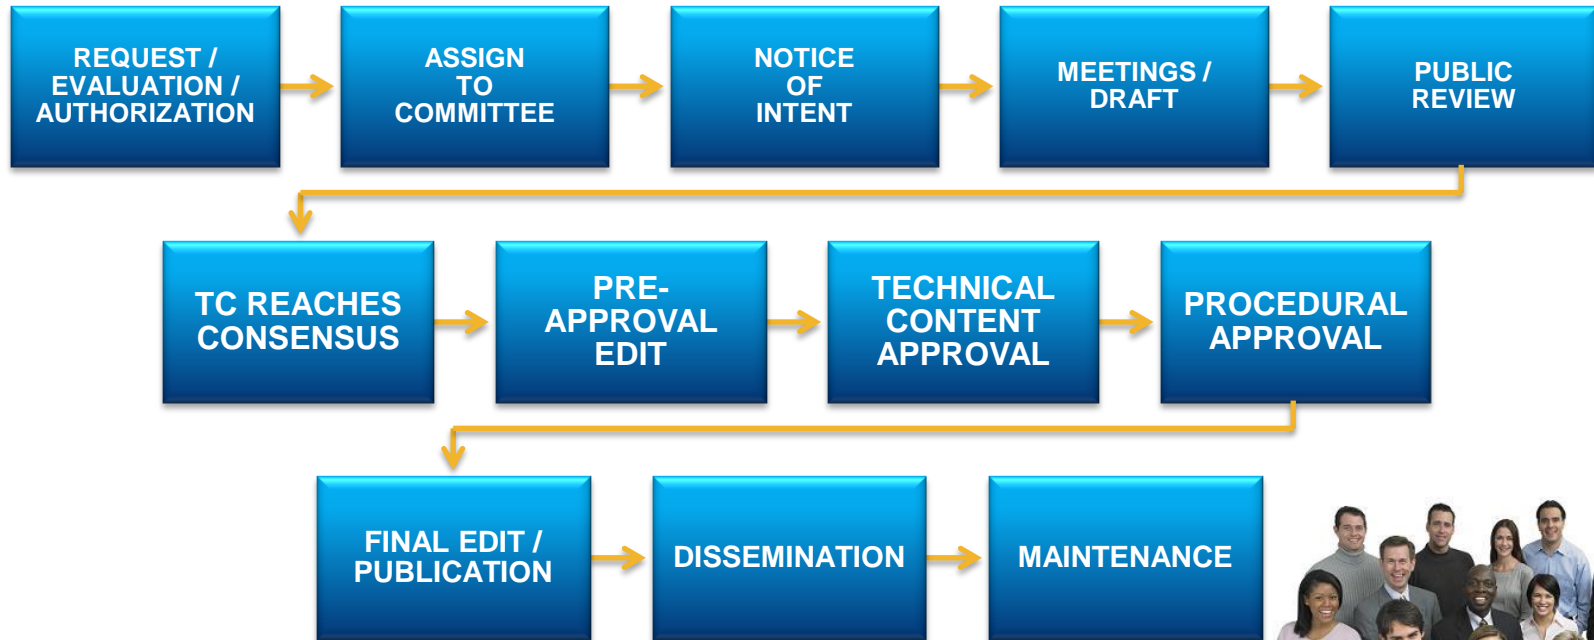 REQUEST /
EVALUATION /
AUTHORIZATION
ASSIGN
TO
COMMITTEE
NOTICE
OF
INTENT
MEETINGS /
DRAFT
PUBLIC
REVIEW
TC REACHES
CONSENSUS
PRE-
APPROVAL
EDIT
TECHNICAL
CONTENT
APPROVAL
PROCEDURAL
APPROVAL
FINAL EDIT /
PUBLICATION
DISSEMINATION
MAINTENANCE